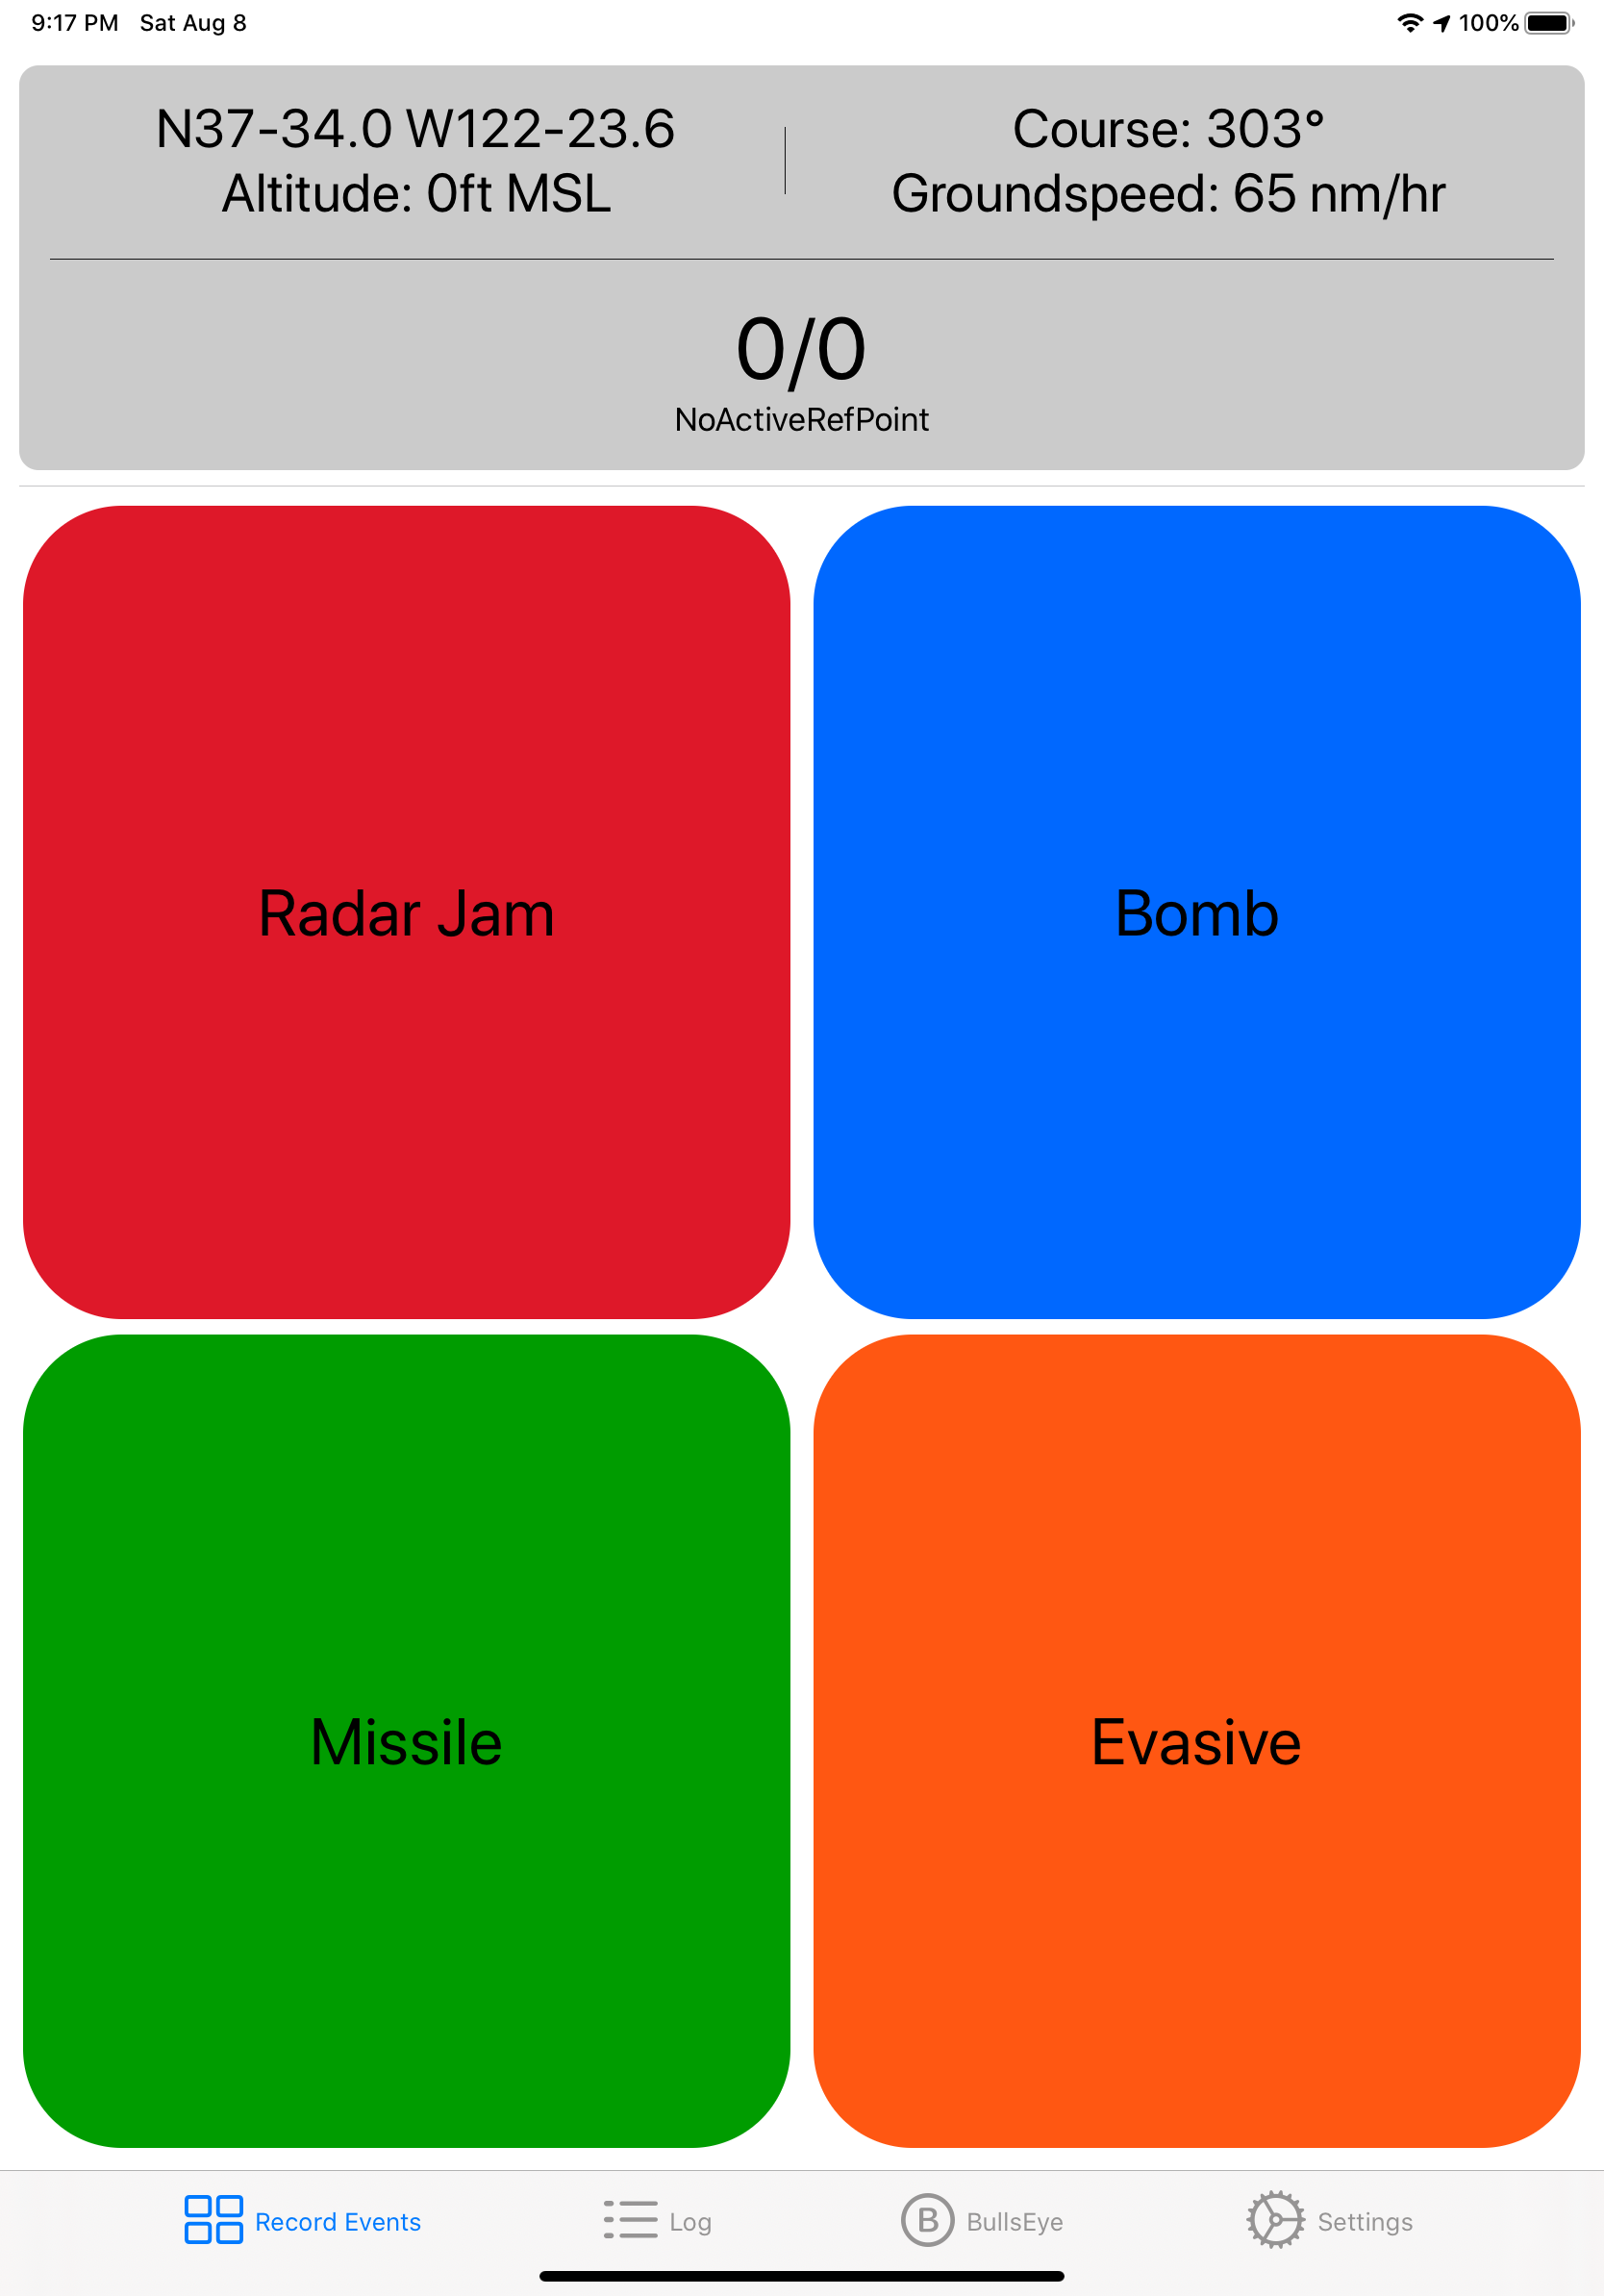 9:17 PM Sat Aug 8 100%
N37-34.0 W122-23.6
Altitude: 0ft MSL
Course: 303°
Groundspeed: 65 nm/hr
0/0
NoActiveRefPoint
Radar Jam
Bomb
Missile
Evasive
Record Events
Log
B BullsEye
Settings